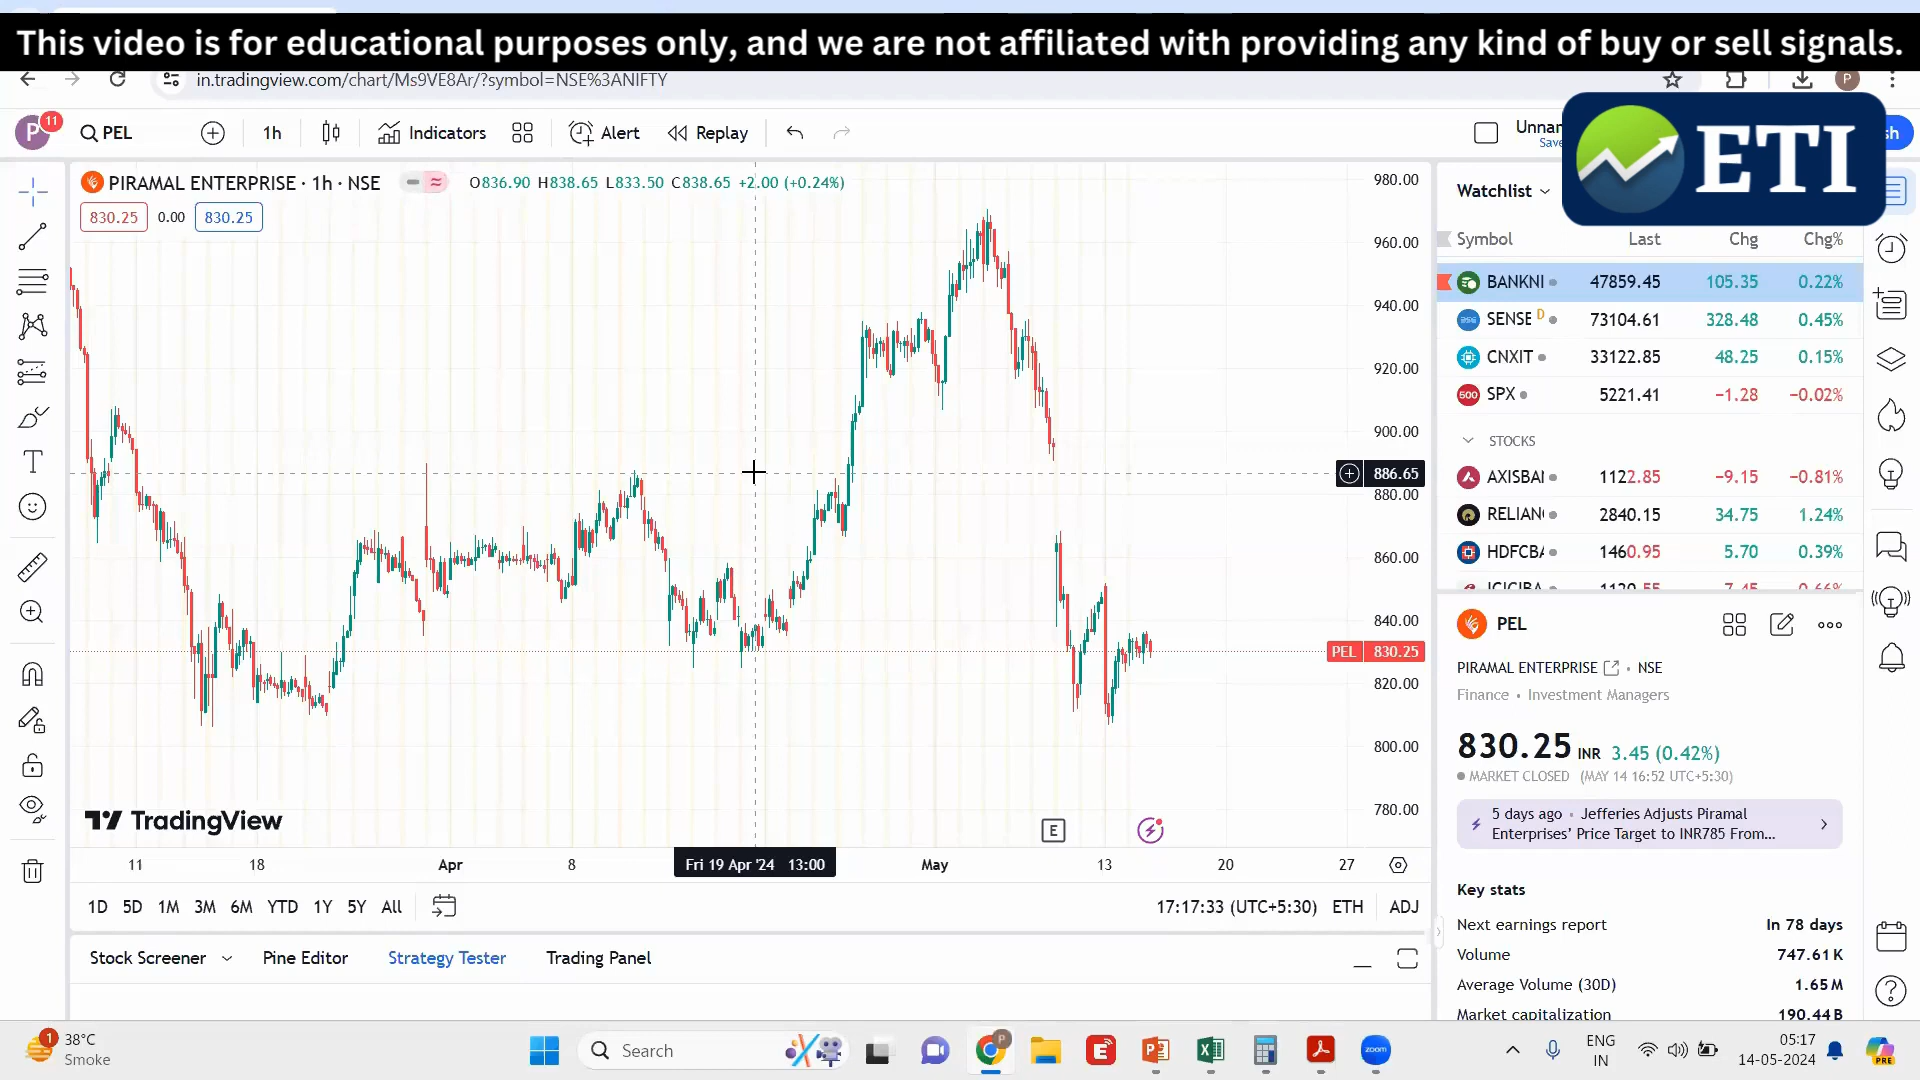 This video is for educational purposes only, and we are not affiliated with providing any kind of buy or sell signals.
in.tradingview.com/chart/Ms9VE8Ar/?symbol=NSE%3ANIFTY
P
P 11 PEL 1h Indicators Alert Replay Unnan
Save
ETI
PIRAMAL ENTERPRISE · 1h · NSE O836.90 H838.65 L833.50 C838.65 +2.00 (+0.24%)
830.25 0.00 830.25
980.00
960.00
940.00
920.00
900.00
886.65
880.00
860.00
840.00
PEL 830.25
820.00
800.00
780.00
TradingView
E
11 18 Apr 8 Fri 19 Apr '24 13:00 May 13 20 27
1D 5D 1M 3M 6M YTD 1Y 5Y All 17:17:33 (UTC+5:30) ETH ADJ
Stock Screener Pine Editor Strategy Tester Trading Panel
Watchlist
Symbol Last Chg Chg%
BANKNI 47859.45 105.35 0.22%
SENSE D 73104.61 328.48 0.45%
CNXIT 33122.85 48.25 0.15%
500 SPX 5221.41 −1.28 −0.02%
STOCKS
AXISBAI 1122.85 −9.15 −0.81%
RELIAN 2840.15 34.75 1.24%
HDFCBA 1460.95 5.70 0.39%
PEL
PIRAMAL ENTERPRISE · NSE
Finance • Investment Managers
830.25 INR 3.45 (0.42%)
MARKET CLOSED (MAY 14 16:52 UTC+5:30)
5 days ago • Jefferies Adjusts Piramal
Enterprises' Price Target to INR785 From...
Key stats
Next earnings report In 78 days
Volume 747.61K
Average Volume (30D) 1.65M
Market capitalization 190.44B
1 38°C
Smoke
Search
zoom
ENG
IN
05:17
14-05-2024
PRE